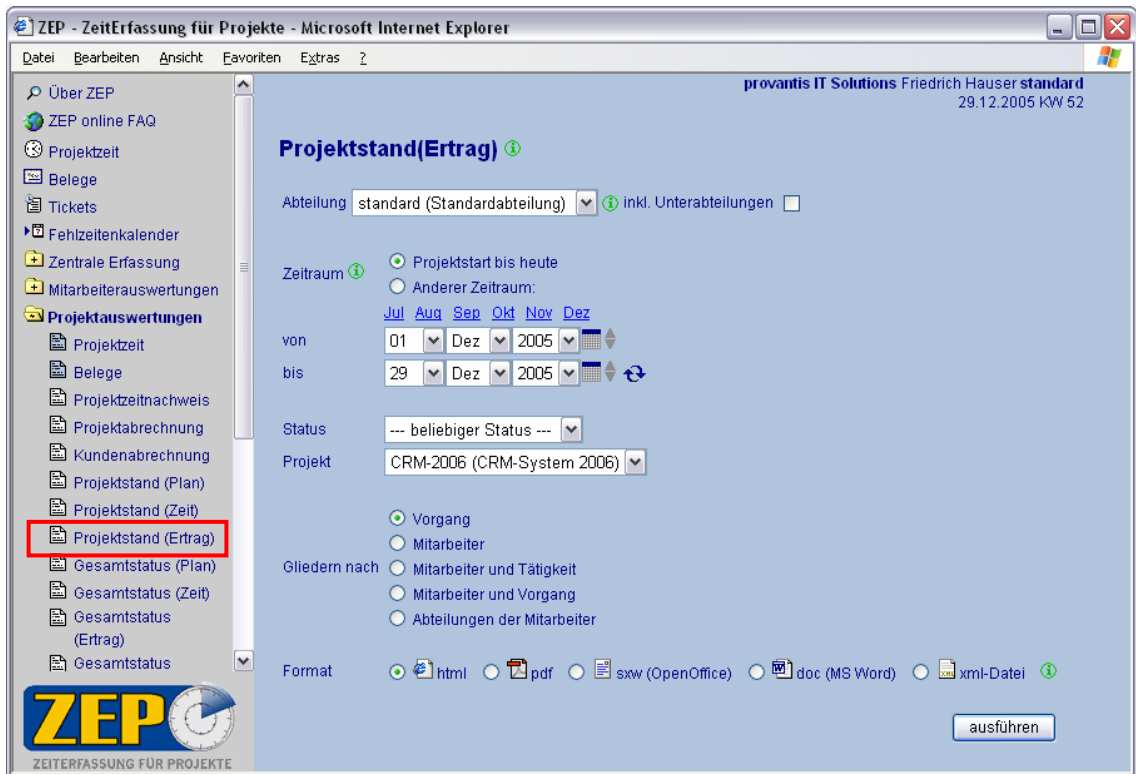 ZEP - ZeitErfassung für Projekte - Microsoft Internet Explorer
Datei Bearbeiten Ansicht Favoriten Extras ?
Über ZEP
ZEP online FAQ
Projektzeit
Belege
Tickets
Fehlzeitenkalender
Zentrale Erfassung
Mitarbeiterauswertungen
Projektauswertungen
Projektzeit
Belege
Projektzeitnachweis
Projektabrechnung
Kundenabrechnung
Projektstand (Plan)
Projektstand (Zeit)
Projektstand (Ertrag)
Gesamtstatus (Plan)
Gesamtstatus (Zeit)
Gesamtstatus
(Ertrag)
Gesamtstatus
ZEP
ZEITERFASSUNG FÜR PROJEKTE
provantis IT Solutions Friedrich Hauser standard
29.12.2005 KW 52
Projektstand(Ertrag)
Abteilung standard (Standardabteilung) inkl. Unterabteilungen
Zeitraum
Projektstart bis heute
Anderer Zeitraum:
Jul Aug Sep Okt Nov Dez
von 01 Dez 2005
bis 29 Dez 2005
Status --- beliebiger Status ---
Projekt CRM-2006 (CRM-System 2006)
Gliedern nach
Vorgang
Mitarbeiter
Mitarbeiter und Tätigkeit
Mitarbeiter und Vorgang
Abteilungen der Mitarbeiter
Format html pdf sxw (OpenOffice) doc (MS Word) xml-Datei
ausführen